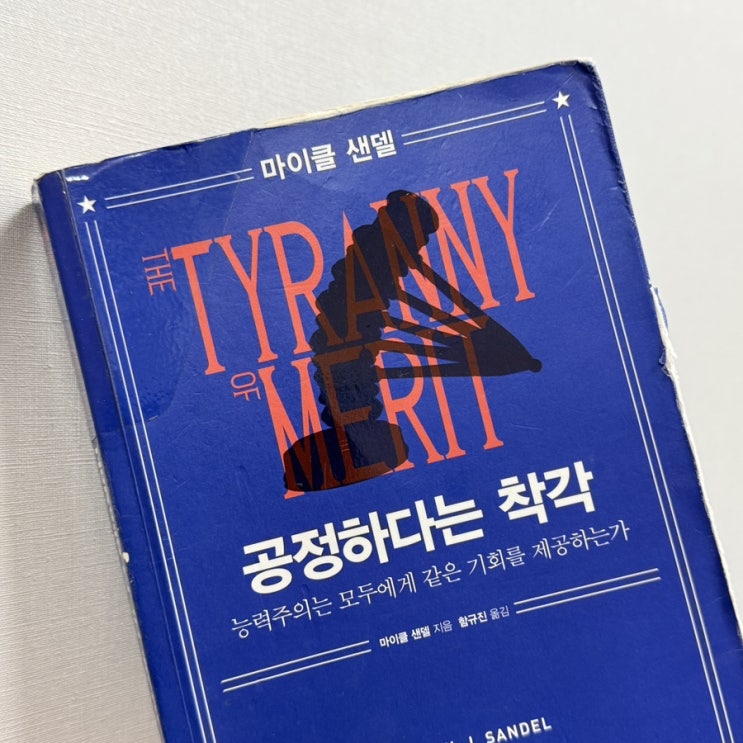 마이클 샌델
THE
TYRANNY
OF
MERIT
공정하다는 착각
능력주의는 모두에게 같은 기회를 제공하는가
마이클 샌델 지음 함규진 옮김
J. SANDEL